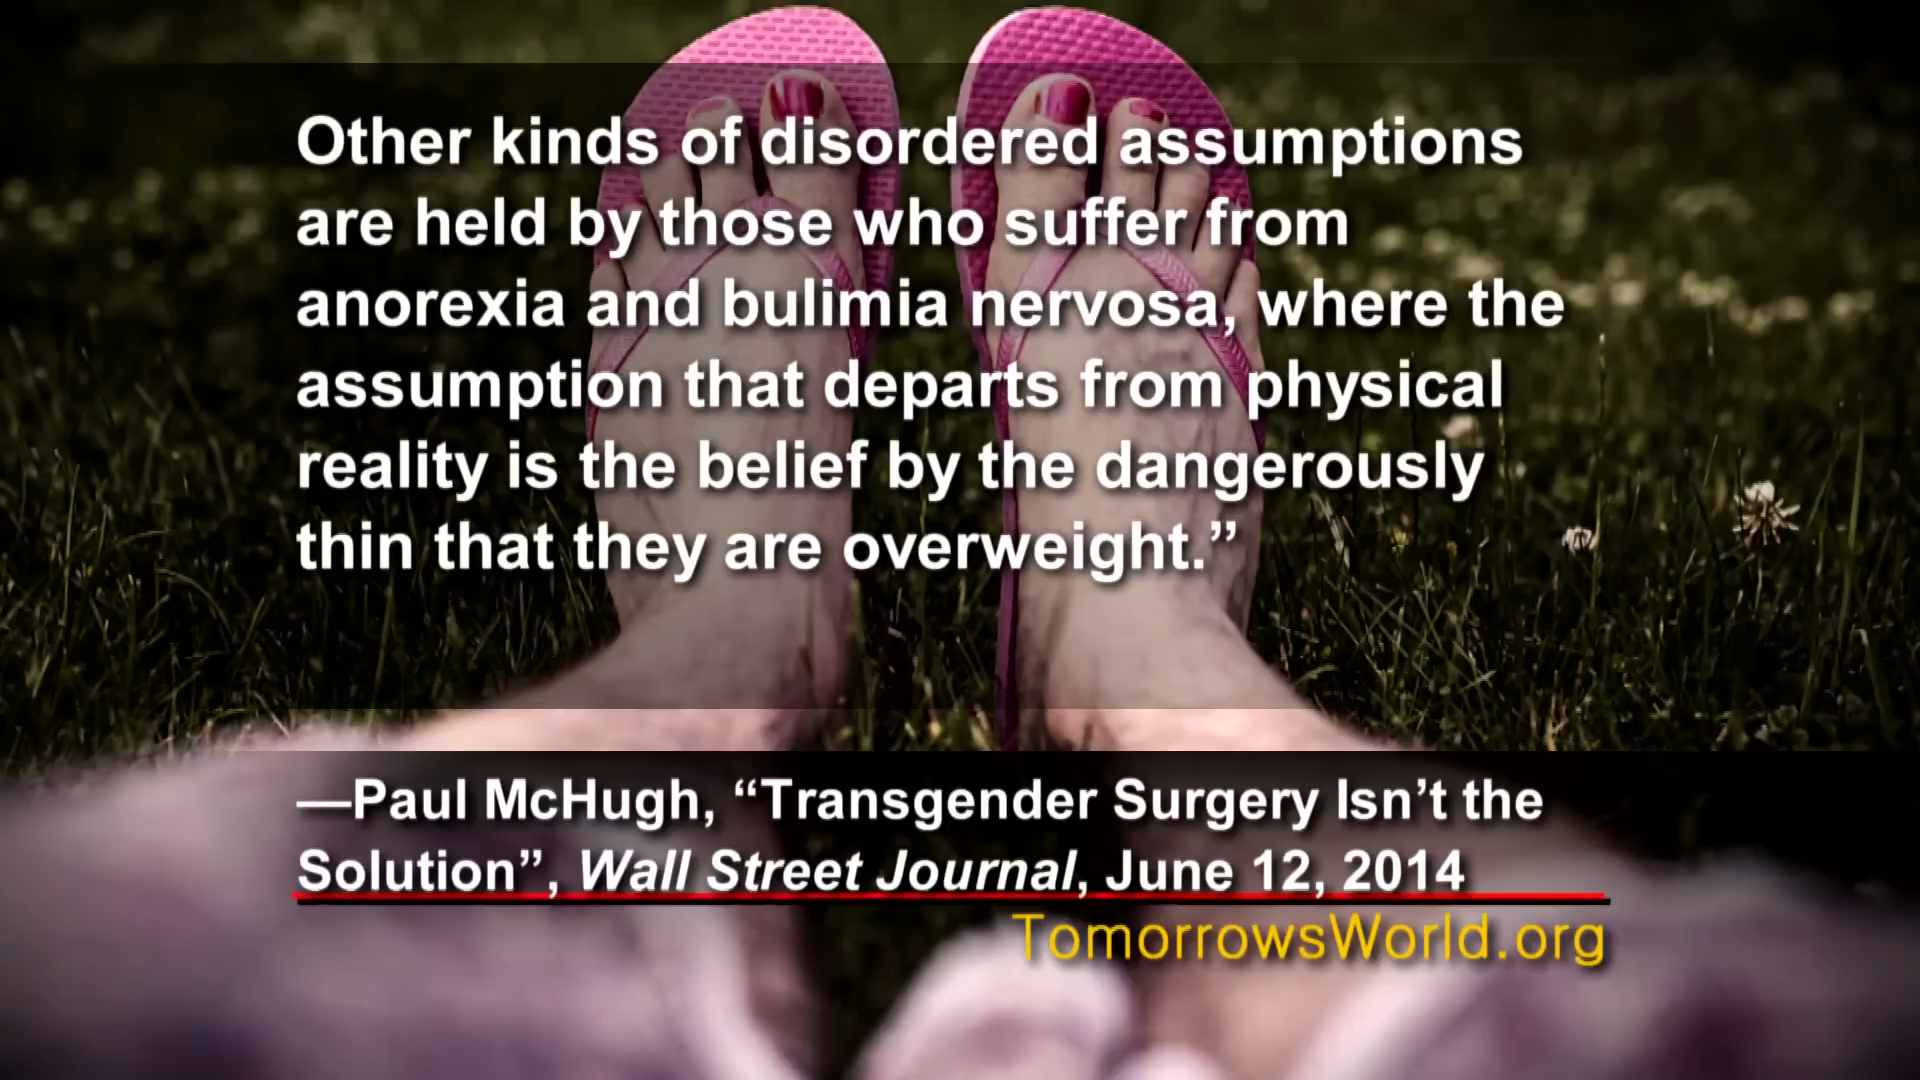 Other kinds of disordered assumptions
are held by those who suffer from
anorexia and bulimia nervosa, where the
assumption that departs from physical
reality is the belief by the dangerously
thin that they are overweight.”
—Paul McHugh, “Transgender Surgery Isn’t the
Solution”, Wall Street Journal, June 12, 2014
TomorrowsWorld.org